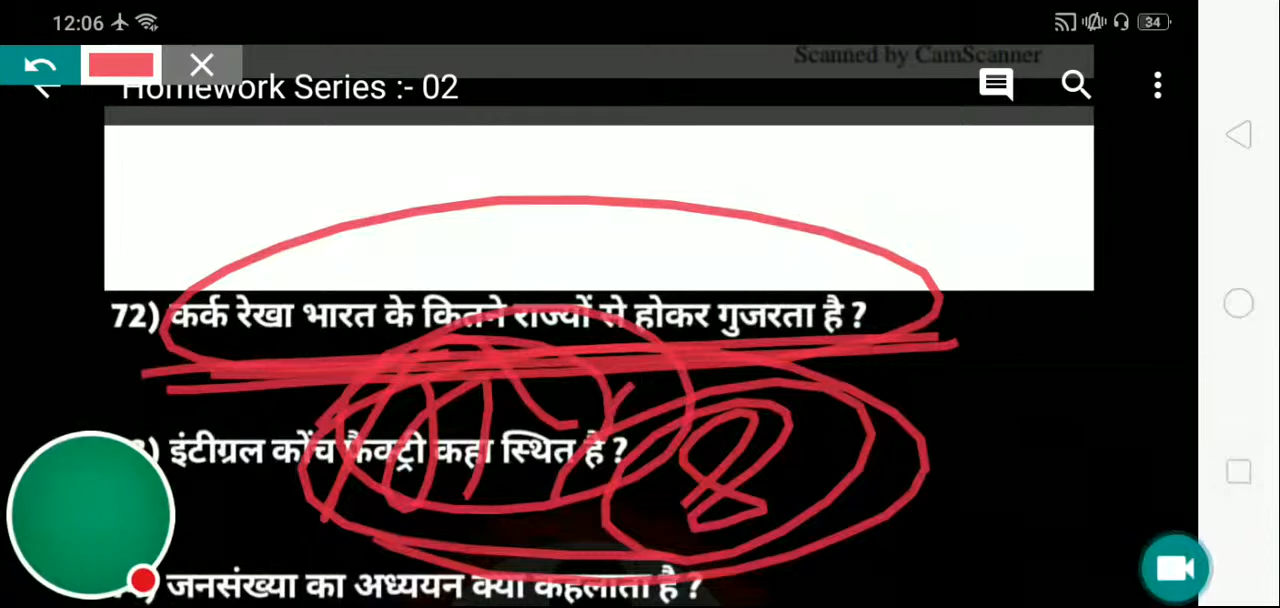 12:06
34
Scanned by CamScanner
Homework Series :- 02
72) कर्क रेखा भारत के कितने राज्यों से होकर गुजरता है ?
) इंटीग्रल कोंच फैक्ट्री कहा स्थित है ?
8
) जनसंख्या का अध्ययन क्या कहलाता है ?